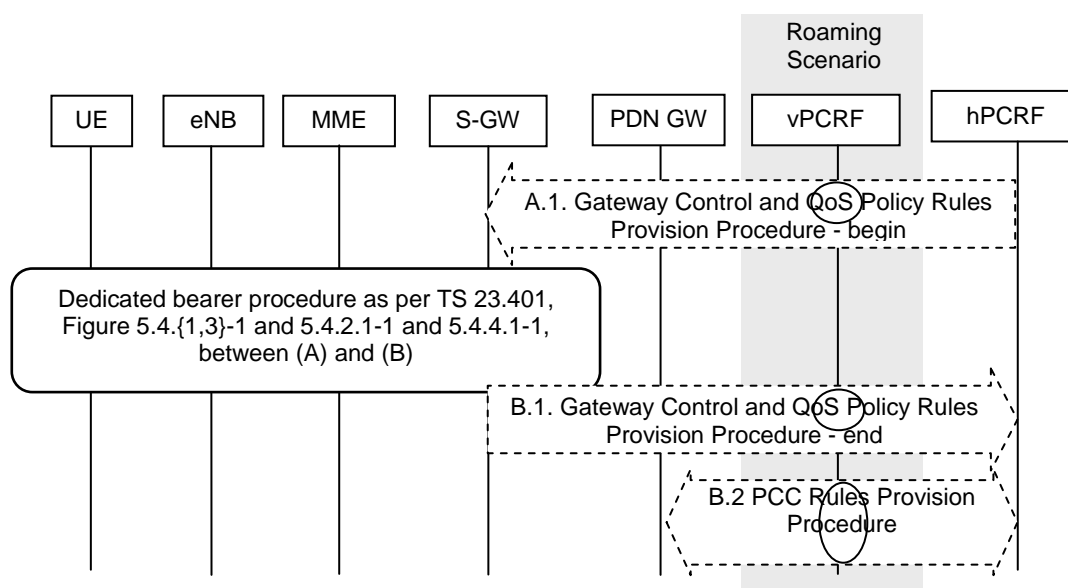 Roaming
Scenario
UE
eNB
MME
S-GW
PDN GW
vPCRF
hPCRF
A.1. Gateway Control and QoS Policy Rules
Provision Procedure - begin
Dedicated bearer procedure as per TS 23.401,
Figure 5.4.{1,3}-1 and 5.4.2.1-1 and 5.4.4.1-1,
between (A) and (B)
B.1. Gateway Control and QoS Policy Rules
Provision Procedure - end
B.2 PCC Rules Provision
Procedure